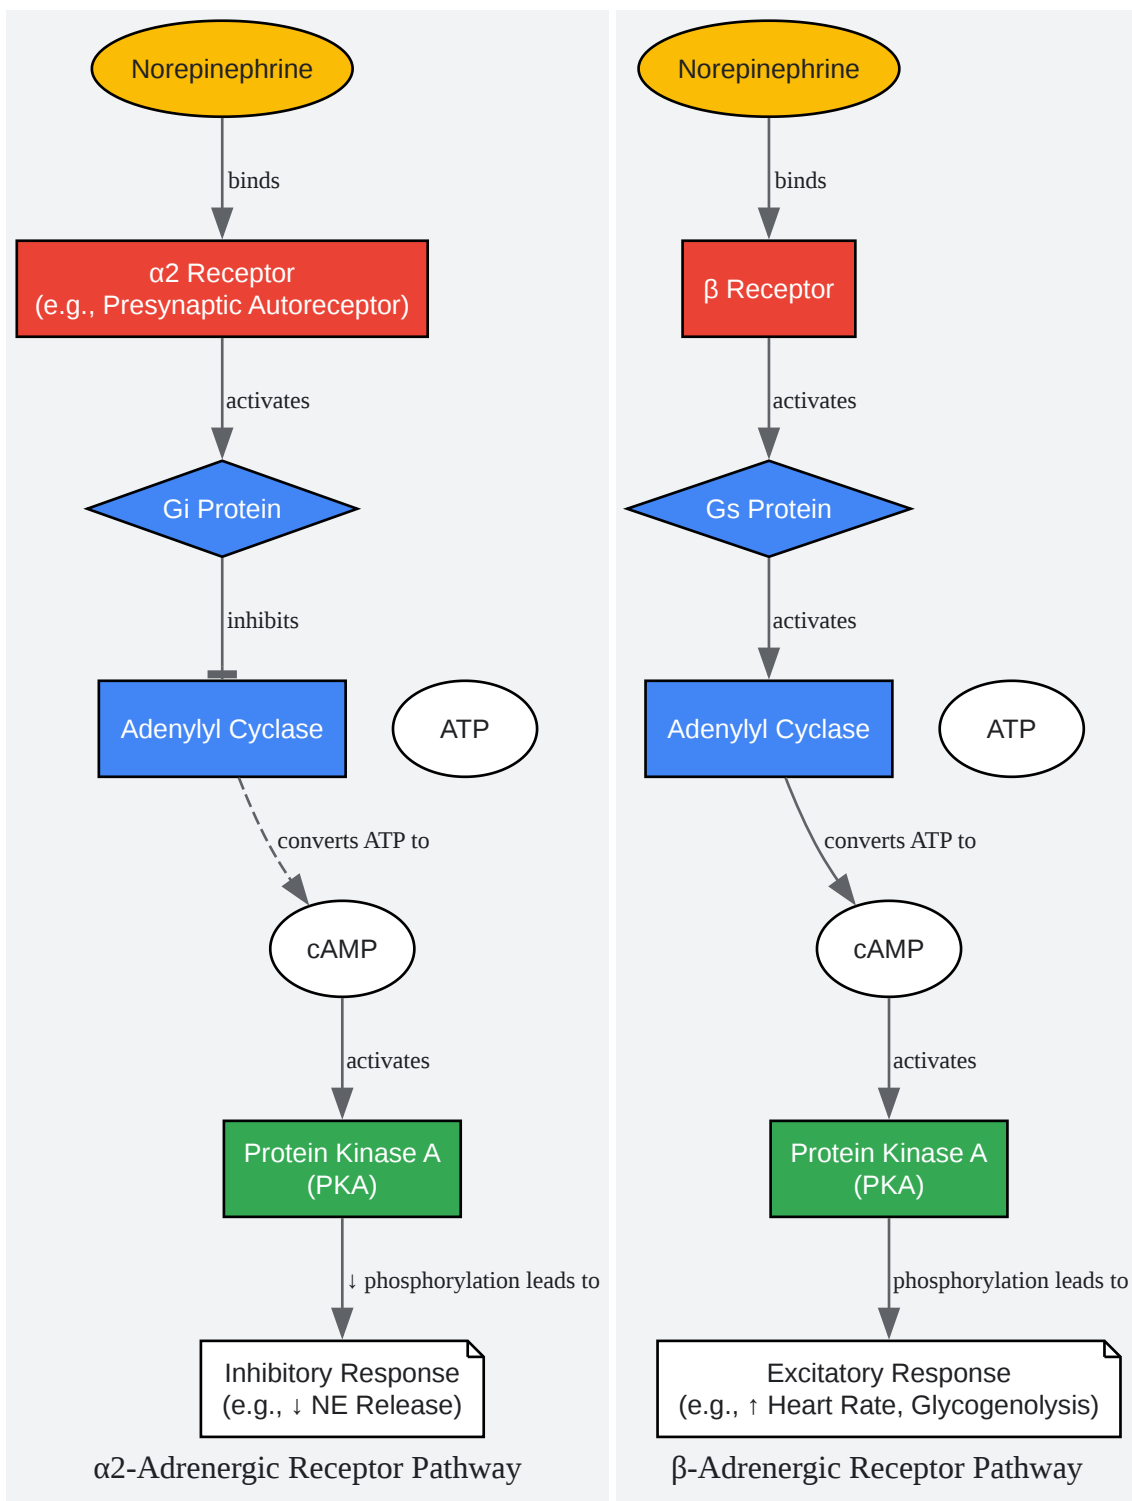 Norepinephrine
binds
α2 Receptor
(e.g., Presynaptic Autoreceptor)
activates
Gi Protein
inhibits
Adenylyl Cyclase
ATP
converts ATP to
cAMP
activates
Protein Kinase A
(PKA)
↓ phosphorylation leads to
Inhibitory Response
(e.g., ↓ NE Release)
α2-Adrenergic Receptor Pathway
Norepinephrine
binds
β Receptor
activates
Gs Protein
activates
Adenylyl Cyclase
ATP
converts ATP to
cAMP
activates
Protein Kinase A
(PKA)
phosphorylation leads to
Excitatory Response
(e.g., ↑ Heart Rate, Glycogenolysis)
β-Adrenergic Receptor Pathway